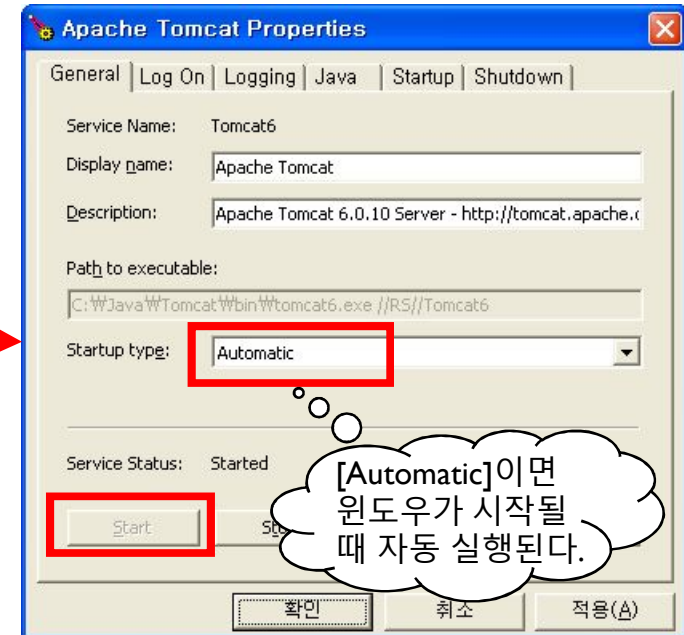 Apache Tomcat Properties
General Log On Logging Java Startup Shutdown
Service Name: Tomcat6
Display name: Apache Tomcat
Description: Apache Tomcat 6.0.10 Server - http://tomcat.apache.
Path to executable:
C:₩Java₩Tomcat₩bin₩tomcat6.exe //RS//Tomcat6
Startup type: Automatic
Service Status: Started
[Automatic]이면
윈도우가 시작될
때 자동 실행된다.
Start
확인 취소 적용(A)